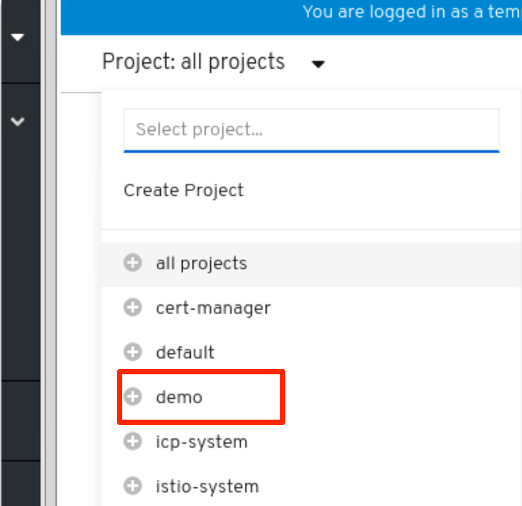 You are logged in as a tem
Project: all projects
Select project...
Create Project
all projects
cert-manager
default
demo
icp-system
istio-system